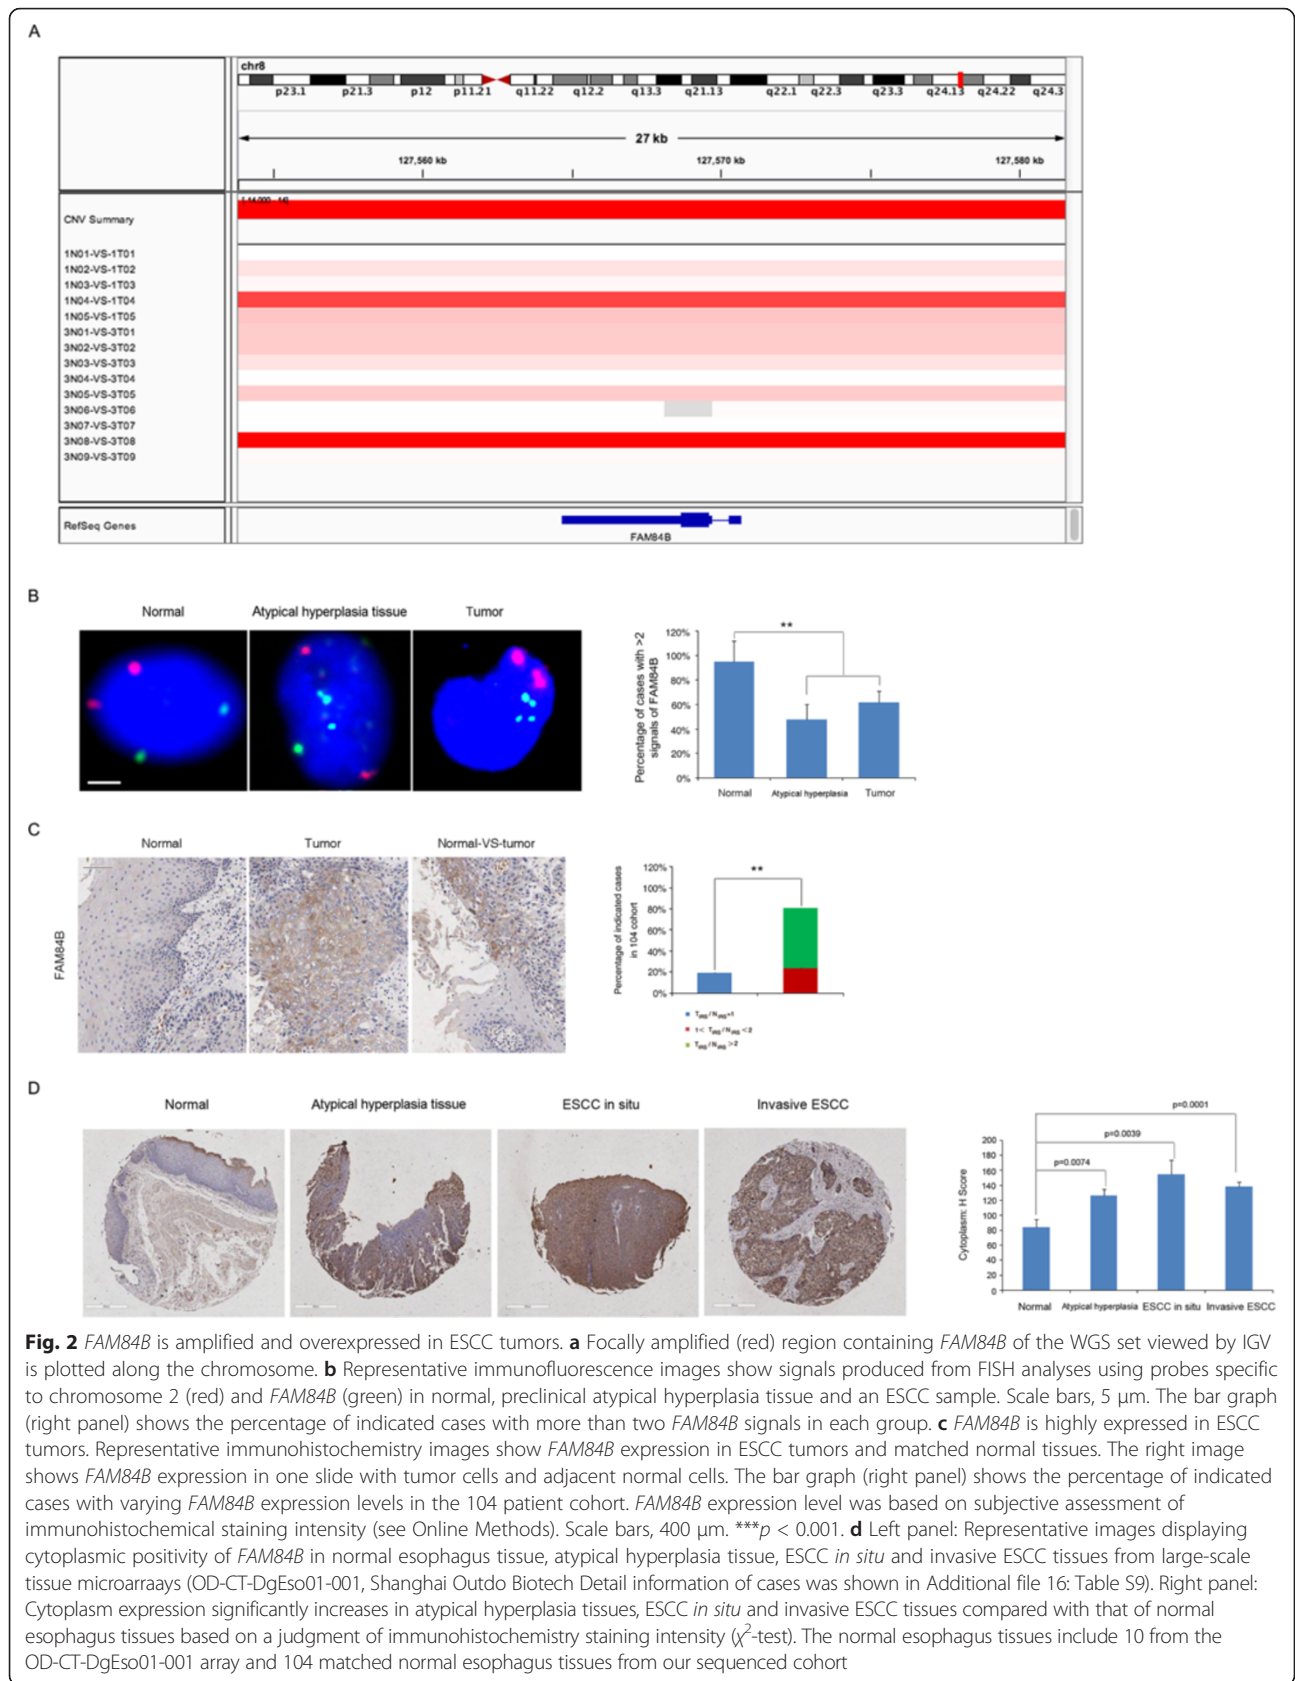 A
chr8
p23.1 p21.3 p12 p11.21 q11.22 q12.2 q13.3 q21.13 q22.1 q22.3 q23.3 q24.13 q24.22 q24.3
27 kb
127,560 kb 127,570 kb 127,580 kb
CNV Summary
1N01-VS-1T01
1N02-VS-1T02
1N03-VS-1T03
1N04-VS-1T04
1N05-VS-1T05
3N01-VS-3T01
3N02-VS-3T02
3N03-VS-3T03
3N04-VS-3T04
3N05-VS-3T05
3N06-VS-3T06
3N07-VS-3T07
3N08-VS-3T08
3N09-VS-3T09
RefSeq Genes
FAM84B
B
Normal Atypical hyperplasia tissue Tumor
Percentage of cases with >2
signals of FAM84B
120%
100%
80%
60%
40%
20%
0%
**
Normal Atypical hyperplasia Tumor
C
Normal Tumor Normal-VS-tumor
FAM84B
Percentage of indicated cases
in 104 cohort
120%
100%
80%
60%
40%
20%
0%
**
T_IRS / N_IRS =1
1< T_IRS / N_IRS <2
T_IRS / N_IRS >2
D
Normal Atypical hyperplasia tissue ESCC in situ Invasive ESCC
Cytoplasm: H Score
200
180
160
140
120
100
80
60
40
20
0
p=0.0001
p=0.0039
p=0.0074
Normal Atypical hyperplasia ESCC in situ Invasive ESCC
Fig. 2 FAM84B is amplified and overexpressed in ESCC tumors. a Focally amplified (red) region containing FAM84B of the WGS set viewed by IGV
is plotted along the chromosome. b Representative immunofluorescence images show signals produced from FISH analyses using probes specific
to chromosome 2 (red) and FAM84B (green) in normal, preclinical atypical hyperplasia tissue and an ESCC sample. Scale bars, 5 μm. The bar graph
(right panel) shows the percentage of indicated cases with more than two FAM84B signals in each group. c FAM84B is highly expressed in ESCC
tumors. Representative immunohistochemistry images show FAM84B expression in ESCC tumors and matched normal tissues. The right image
shows FAM84B expression in one slide with tumor cells and adjacent normal cells. The bar graph (right panel) shows the percentage of indicated
cases with varying FAM84B expression levels in the 104 patient cohort. FAM84B expression level was based on subjective assessment of
immunohistochemical staining intensity (see Online Methods). Scale bars, 400 μm. ***p < 0.001. d Left panel: Representative images displaying
cytoplasmic positivity of FAM84B in normal esophagus tissue, atypical hyperplasia tissue, ESCC in situ and invasive ESCC tissues from large-scale
tissue microarraays (OD-CT-DgEso01-001, Shanghai Outdo Biotech Detail information of cases was shown in Additional file 16: Table S9). Right panel:
Cytoplasm expression significantly increases in atypical hyperplasia tissues, ESCC in situ and invasive ESCC tissues compared with that of normal
esophagus tissues based on a judgment of immunohistochemistry staining intensity (χ²-test). The normal esophagus tissues include 10 from the
OD-CT-DgEso01-001 array and 104 matched normal esophagus tissues from our sequenced cohort